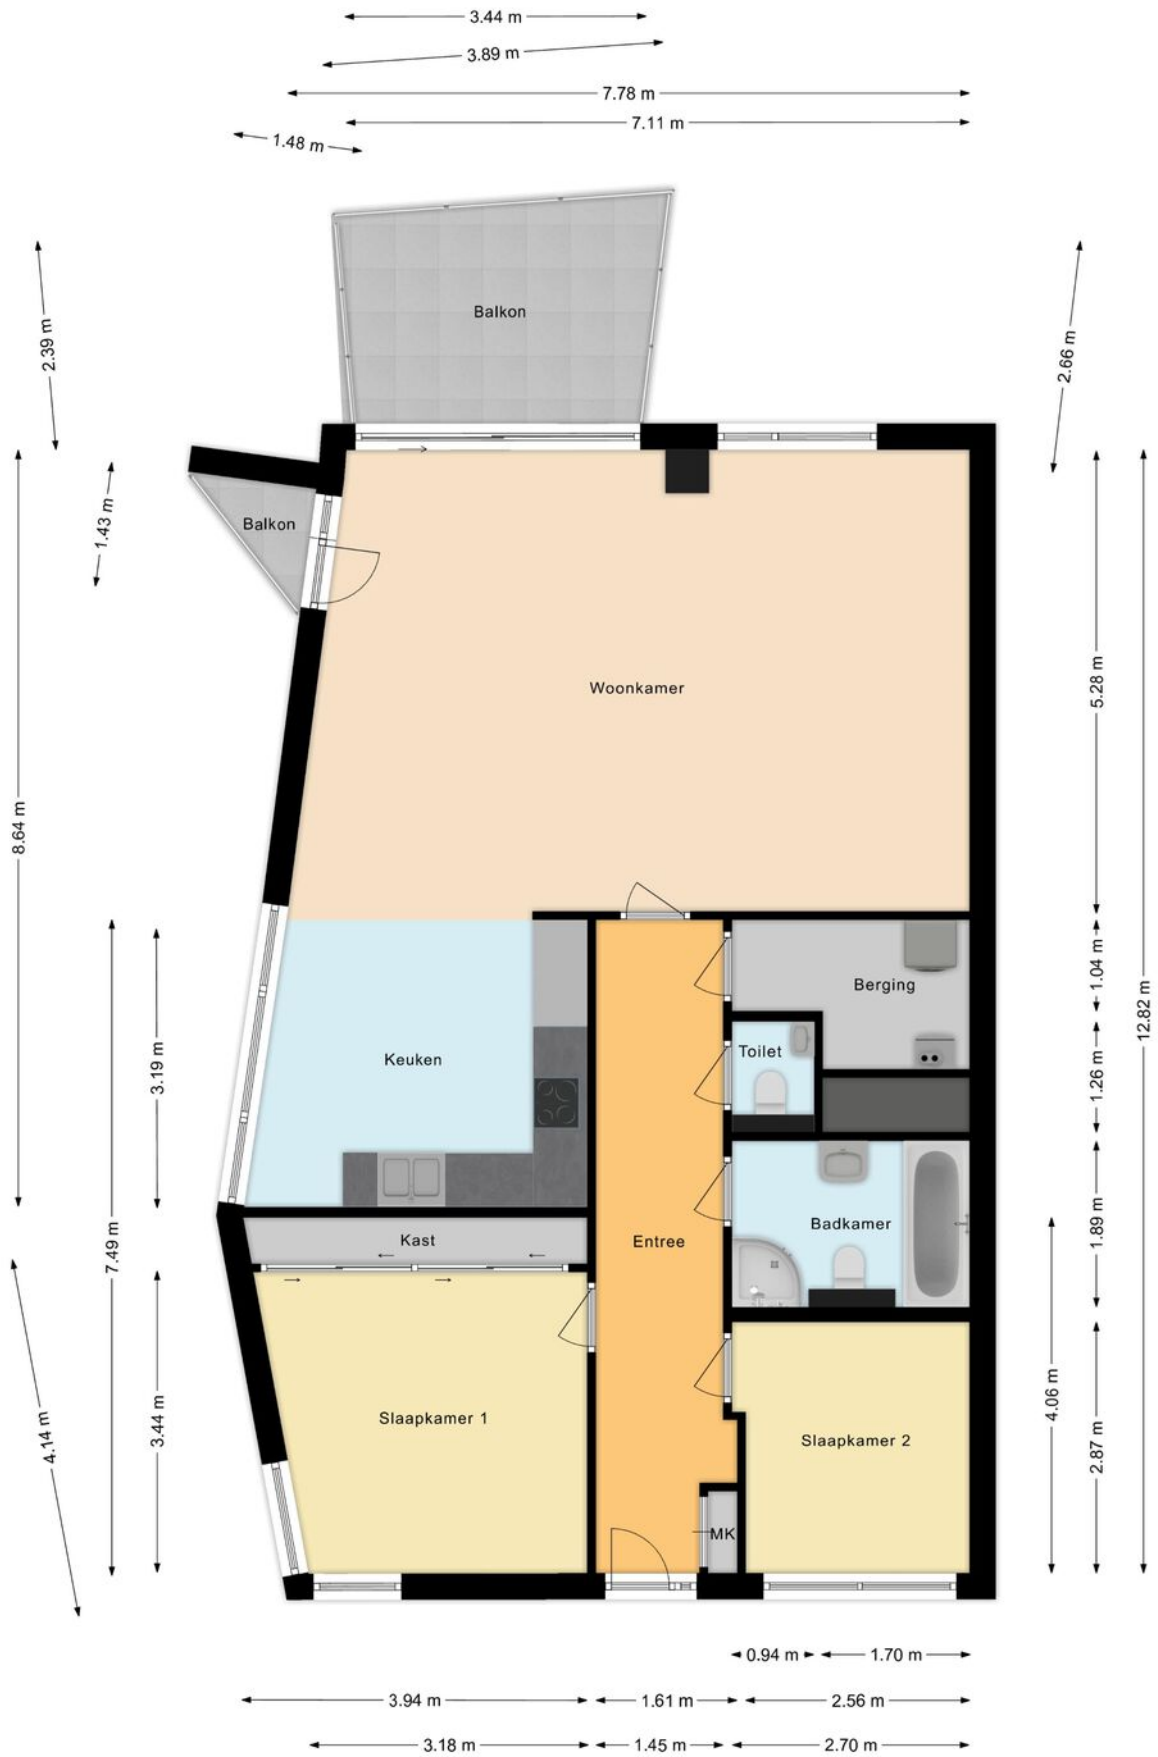 3.44 m
3.89 m
7.78 m
7.11 m
1.48 m
2.39 m
Balkon
2.66 m
1.43 m
Balkon
Woonkamer
5.28 m
8.64 m
12.82 m
Berging
1.04 m
Toilet
Keuken
3.19 m
1.26 m
Badkamer
1.89 m
Kast
Entree
7.49 m
4.06 m
Slaapkamer 1
3.44 m
4.14 m
Slaapkamer 2
2.87 m
MK
0.94 m
1.70 m
3.94 m
1.61 m
2.56 m
3.18 m
1.45 m
2.70 m